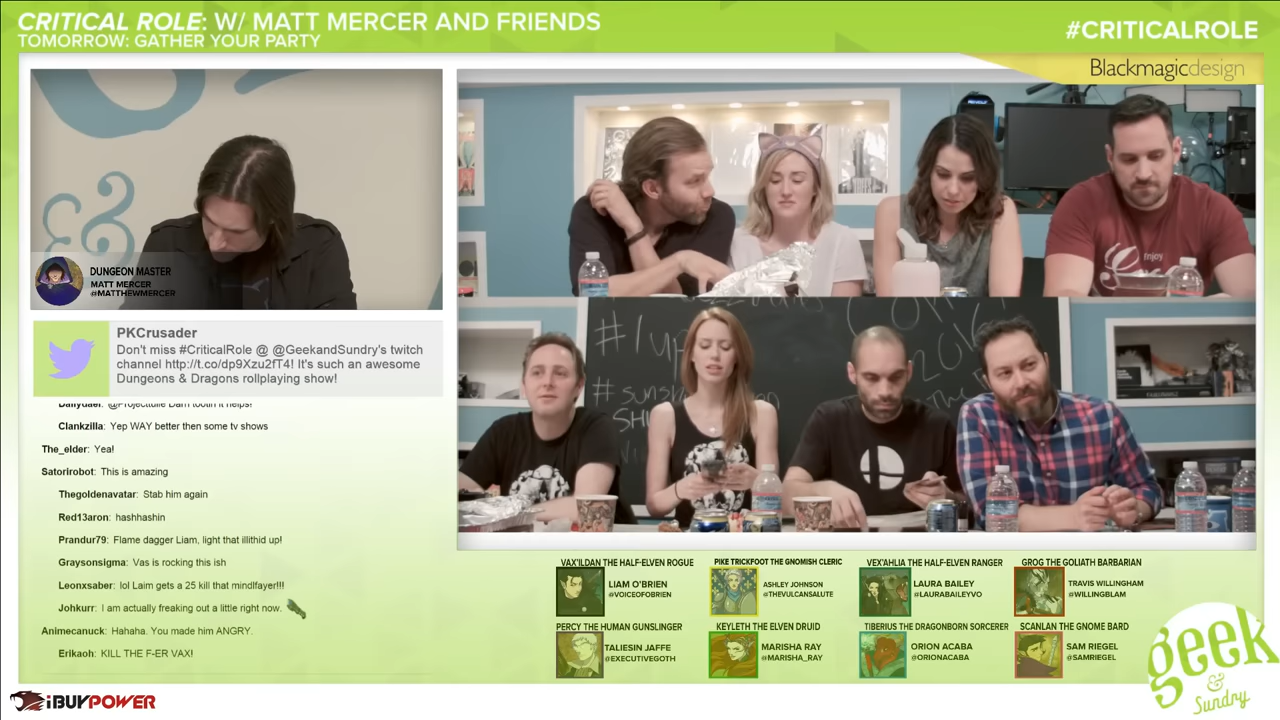 CRITICAL ROLE: W/ MATT MERCER AND FRIENDS
TOMORROW: GATHER YOUR PARTY
#CRITICALROLE
Blackmagicdesign
&
DUNGEON MASTER
MATT MERCER
@MATTHEWMERCER
Enjoy
PKCrusader
Don't miss #CriticalRole @ @GeekandSundry's twitch
channel http://t.co/dp9Xzu2fT4! It's such an awesome
Dungeons & Dragons rollplaying show!
Clankzilla: Yep WAY better then some tv shows
The_elder: Yea!
Satorirobot: This is amazing
Thegoldenavatar: Stab him again
Red13aron: hashhashin
Prandur79: Flame dagger Liam, light that illithid up!
Graysonsigma: Vas is rocking this ish
Leonxsaber: lol Laim gets a 25 kill that mindlfayer!!!
Johkurr: I am actually freaking out a little right now.
Animecanuck: Hahaha. You made him ANGRY.
Erikaoh: KILL THE F-ER VAX!
VAX'ILDAN THE HALF-ELVEN ROGUE
LIAM O'BRIEN
@VOICEOFOBRIEN
PIKE TRICKFOOT THE GNOMISH CLERIC
ASHLEY JOHNSON
@THEVULCANSALUTE
VEX'AHLIA THE HALF-ELVEN RANGER
LAURA BAILEY
@LAURABAILEYVO
GROG THE GOLIATH BARBARIAN
TRAVIS WILLINGHAM
@WILLINGBLAM
PERCY THE HUMAN GUNSLINGER
TALIESIN JAFFE
@EXECUTIVEGOTH
KEYLETH THE ELVEN DRUID
MARISHA RAY
@MARISHA_RAY
TIBERIUS THE DRAGONBORN SORCERER
ORION ACABA
@ORIONACABA
SCANLAN THE GNOME BARD
SAM RIEGEL
@SAMRIEGEL
geek
&
Sundry
iBUYPOWER